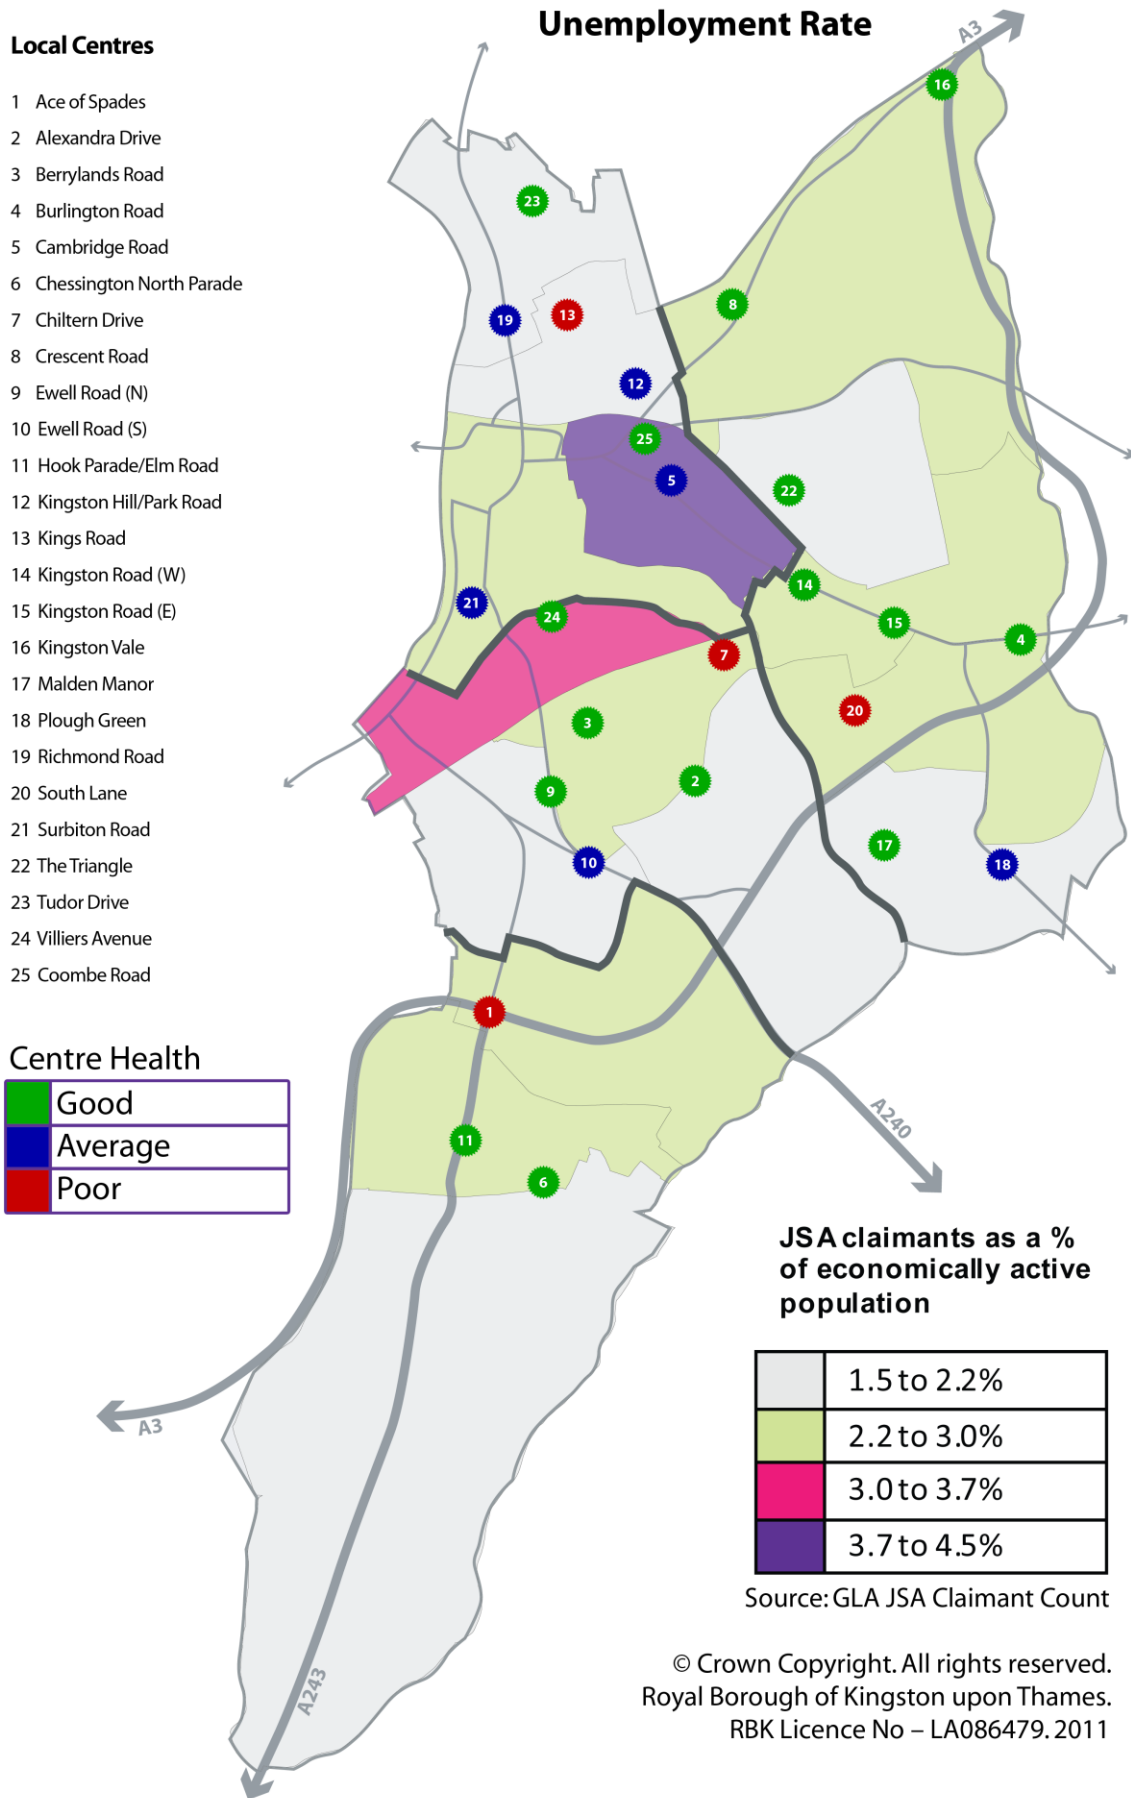 Unemployment Rate
Local Centres
1 Ace of Spades
2 Alexandra Drive
3 Berrylands Road
4 Burlington Road
5 Cambridge Road
6 Chessington North Parade
7 Chiltern Drive
8 Crescent Road
9 Ewell Road (N)
10 Ewell Road (S)
11 Hook Parade/Elm Road
12 Kingston Hill/Park Road
13 Kings Road
14 Kingston Road (W)
15 Kingston Road (E)
16 Kingston Vale
17 Malden Manor
18 Plough Green
19 Richmond Road
20 South Lane
21 Surbiton Road
22 The Triangle
23 Tudor Drive
24 Villiers Avenue
25 Coombe Road
Centre Health
Good
Average
Poor
A3
16
23
8
19
13
12
25
5
22
14
21
24
15
4
7
20
3
2
9
17
10
18
1
11
6
A240
A3
A243
JSA claimants as a %
of economically active
population
1.5 to 2.2%
2.2 to 3.0%
3.0 to 3.7%
3.7 to 4.5%
Source: GLA JSA Claimant Count
© Crown Copyright. All rights reserved.
Royal Borough of Kingston upon Thames.
RBK Licence No – LA086479. 2011